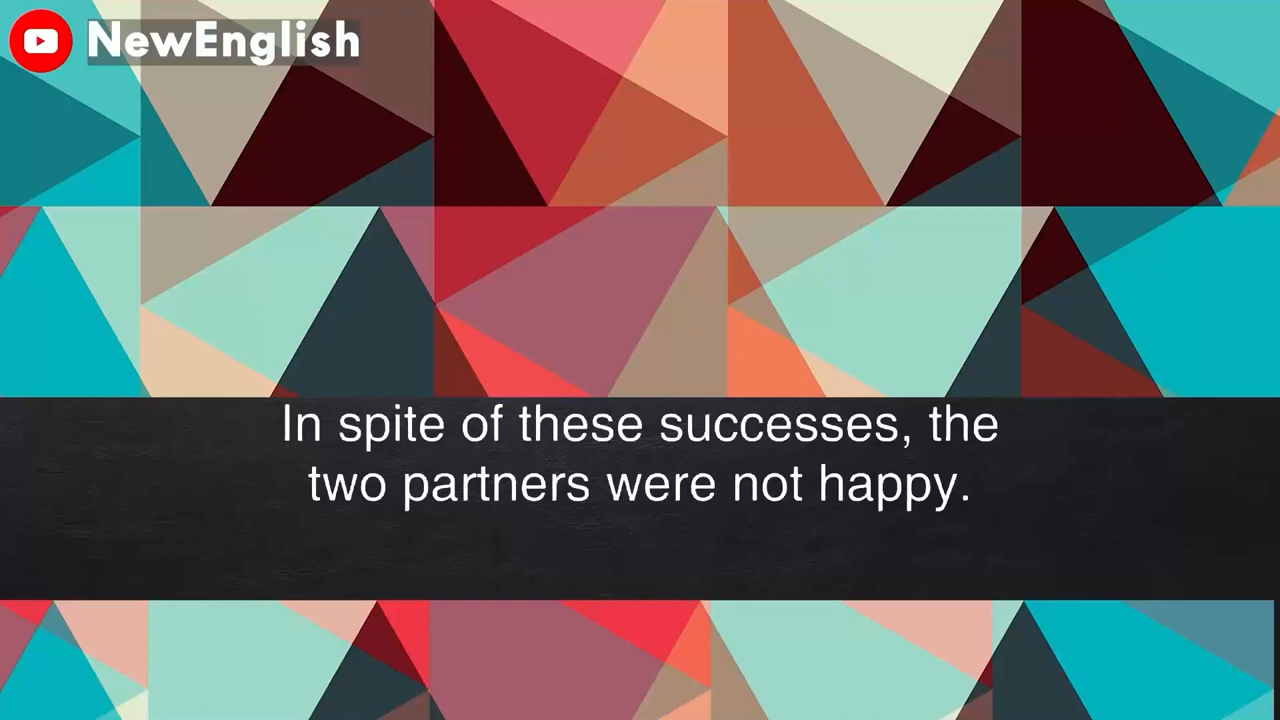 NewEnglish
In spite of these successes, the
two partners were not happy.